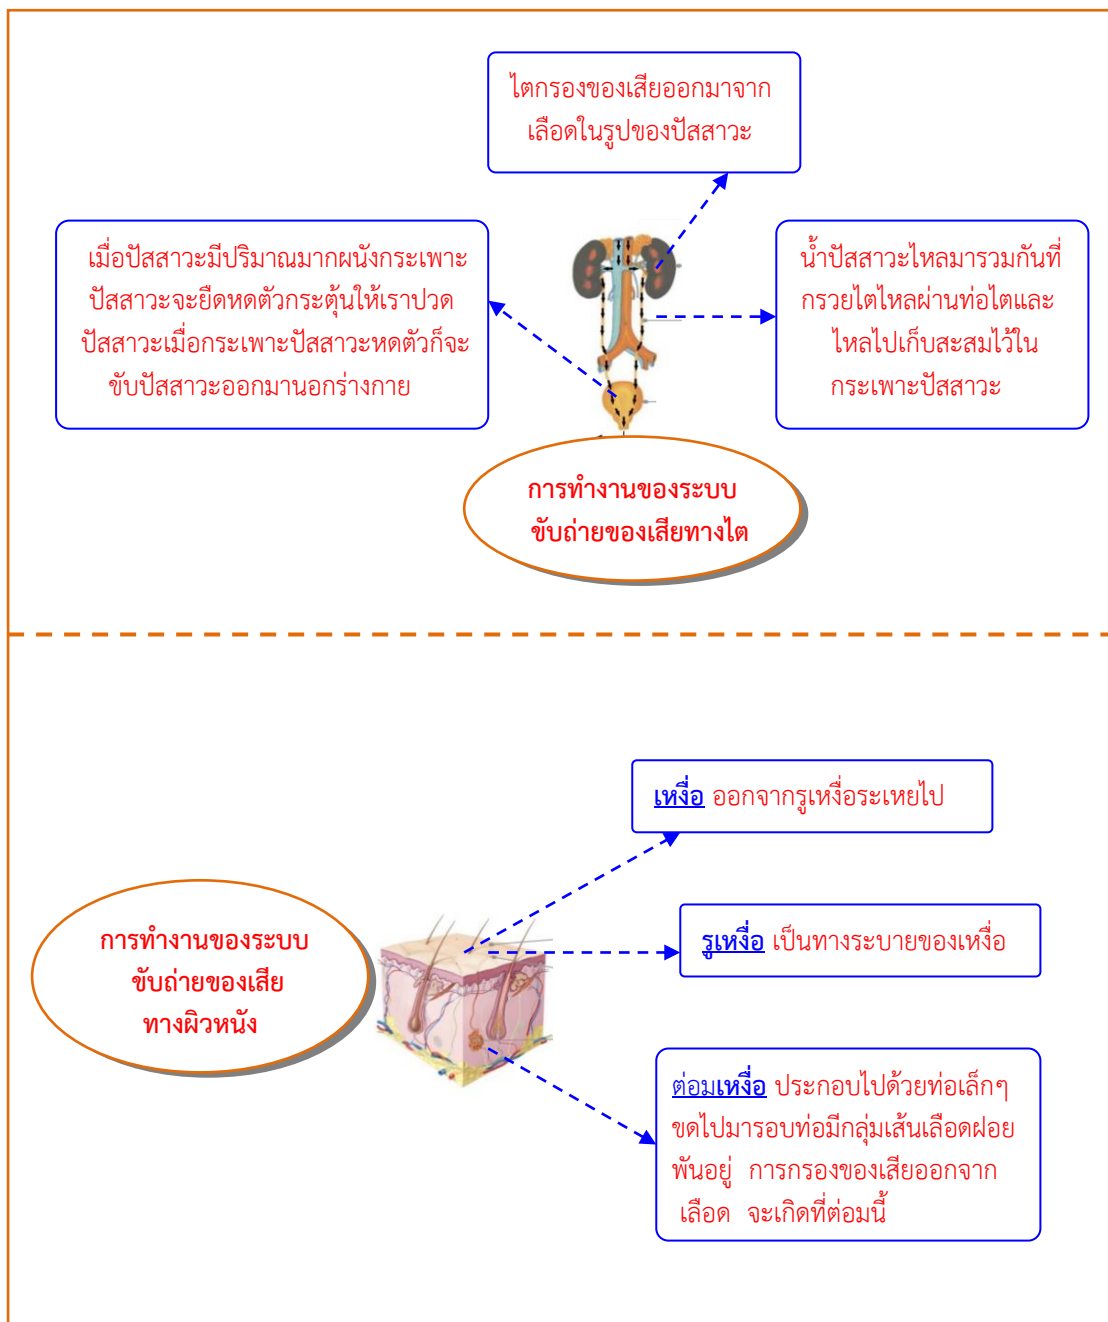 ไตกรองของเสียออกมาจาก
เลือดในรูปของปัสสาวะ
เมื่อปัสสาวะมีปริมาณมากผนังกระเพาะ
ปัสสาวะจะยืดหดตัวกระตุ้นให้เราปวด
ปัสสาวะเมื่อกระเพาะปัสสาวะหดตัวก็จะ
ขับปัสสาวะออกมานอกร่างกาย
น้ำปัสสาวะไหลมารวมกันที่
กรวยไตไหลผ่านท่อไตและ
ไหลไปเก็บสะสมไว้ใน
กระเพาะปัสสาวะ
การทำงานของระบบ
ขับถ่ายของเสียทางไต
เหงื่อ ออกจากรูเหงื่อระเหยไป
การทำงานของระบบ
ขับถ่ายของเสีย
ทางผิวหนัง
รูเหงื่อ เป็นทางระบายของเหงื่อ
ต่อมเหงื่อ ประกอบไปด้วยท่อเล็กๆ
ขดไปมารอบท่อมีกลุ่มเส้นเลือดฝอย
พันอยู่ การกรองของเสียออกจาก
เลือด จะเกิดที่ต่อมนี้